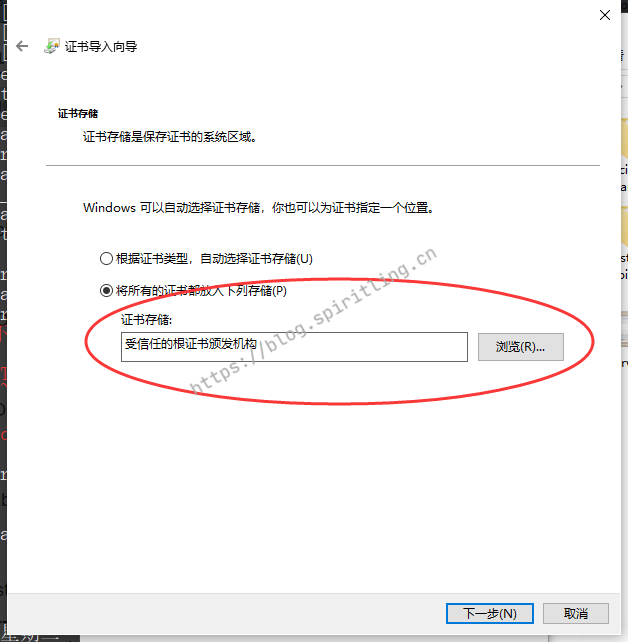 证书导入向导
证书存储
证书存储是保存证书的系统区域。
Windows 可以自动选择证书存储，你也可以为证书指定一个位置。
根据证书类型，自动选择证书存储(U)
将所有的证书都放入下列存储(P)
证书存储:
受信任的根证书颁发机构
浏览(R)...
https://blog.spiritling.cn
下一步(N)
取消